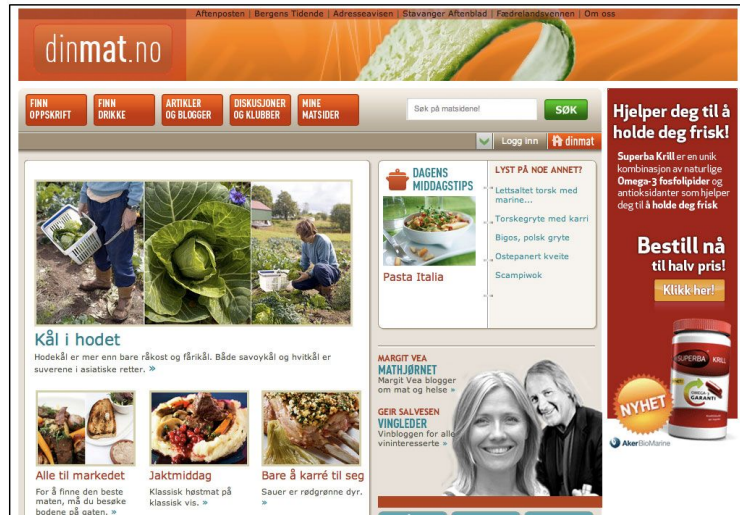 Aftenposten | Bergens Tidende | Adresseavisen | Stavanger Aftenblad | Fædrelandsvennen | Om oss
dinmat.no
FINN OPPSKRIFT
FINN DRIKKE
ARTIKLER OG BLOGGER
DISKUSJONER OG KLUBBER
MINE MATSIDER
Søk på matsidene!
SØK
Logg inn
dinmat
Kål i hodet
Hodekål er mer enn bare råkost og fårikål. Både savoykål og hvitkål er
suverene i asiatiske retter. »
Alle til markedet
For å finne den beste
maten, må du besøke
bodene på gaten. »
Jaktmiddag
Klassisk høstmat på
klassisk vis. »
Bare å karré til seg
Sauer er rødgrønne dyr.
»
DAGENS
MIDDAGSTIPS
Pasta Italia
LYST PÅ NOE ANNET?
Lettsaltet torsk med
marine...
Torskegryte med karri
Bigos, polsk gryte
Ostepanert kveite
Scampiwok
MARGIT VEA
MATHJØRNET
Margit Vea blogger
om mat og helse »
GEIR SALVESEN
VINGLEDER
Vinbloggen for alle
vininteresserte »
Hjelper deg til å
holde deg frisk!
Superba Krill er en unik
kombinasjon av naturlige
Omega-3 fosfolipider og
antioksidanter som hjelper
deg til å holde deg frisk
Bestill nå
til halv pris!
Klikk her!
SUPERBA KRILL
OMEGA-3
GARANTI
NYHET
AkerBioMarine